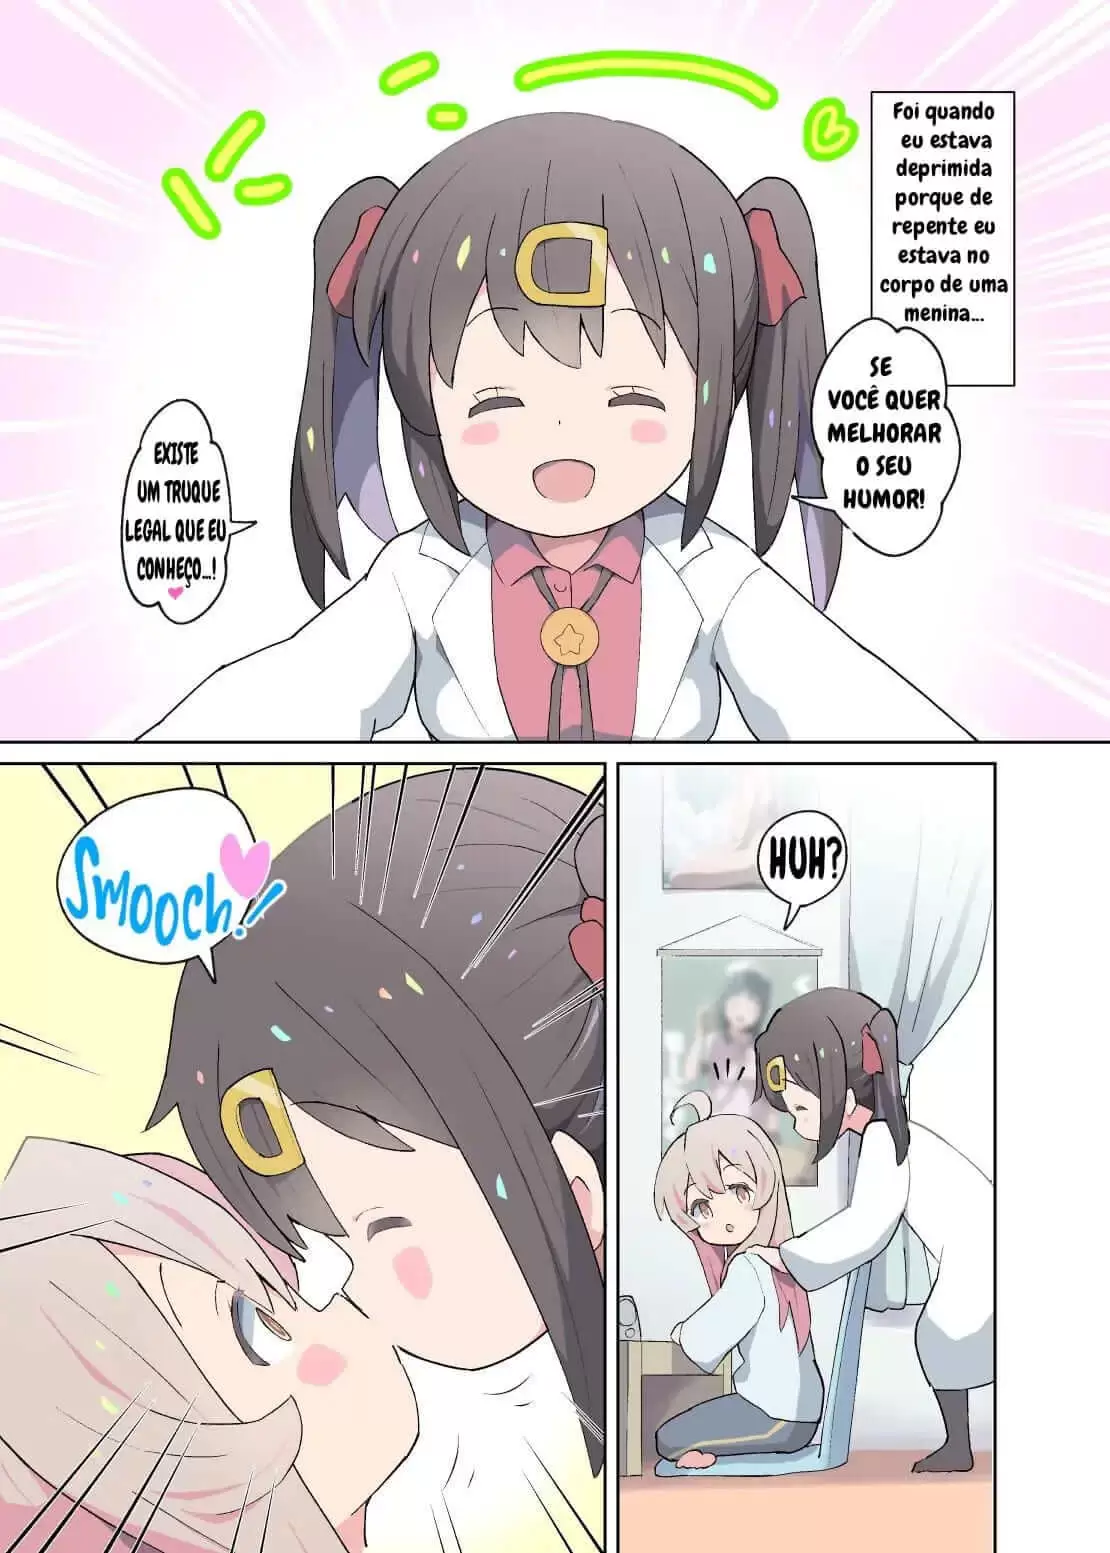 Foi quando
eu estava
deprimida
porque de
repente eu
estava no
corpo de uma
menina...
SE
VOCÊ QUER
MELHORAR
O SEU
HUMOR!
EXISTE
UM TRUQUE
LEGAL QUE EU
CONHEÇO...!
HUH?
Smooch!